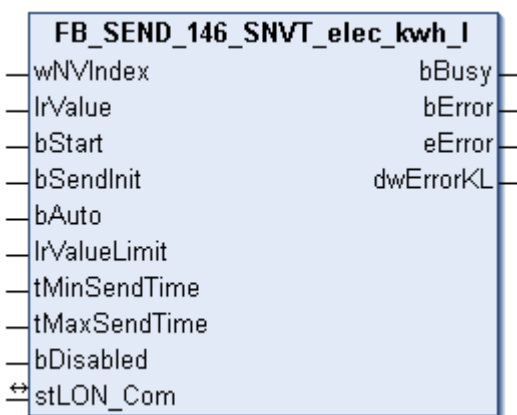 FB_SEND_146_SNVT_elec_kwh_l
wNVIndex bBusy
lrValue bError
bStart eError
bSendInit dwErrorKL
bAuto
lrValueLimit
tMinSendTime
tMaxSendTime
bDisabled
stLON_Com